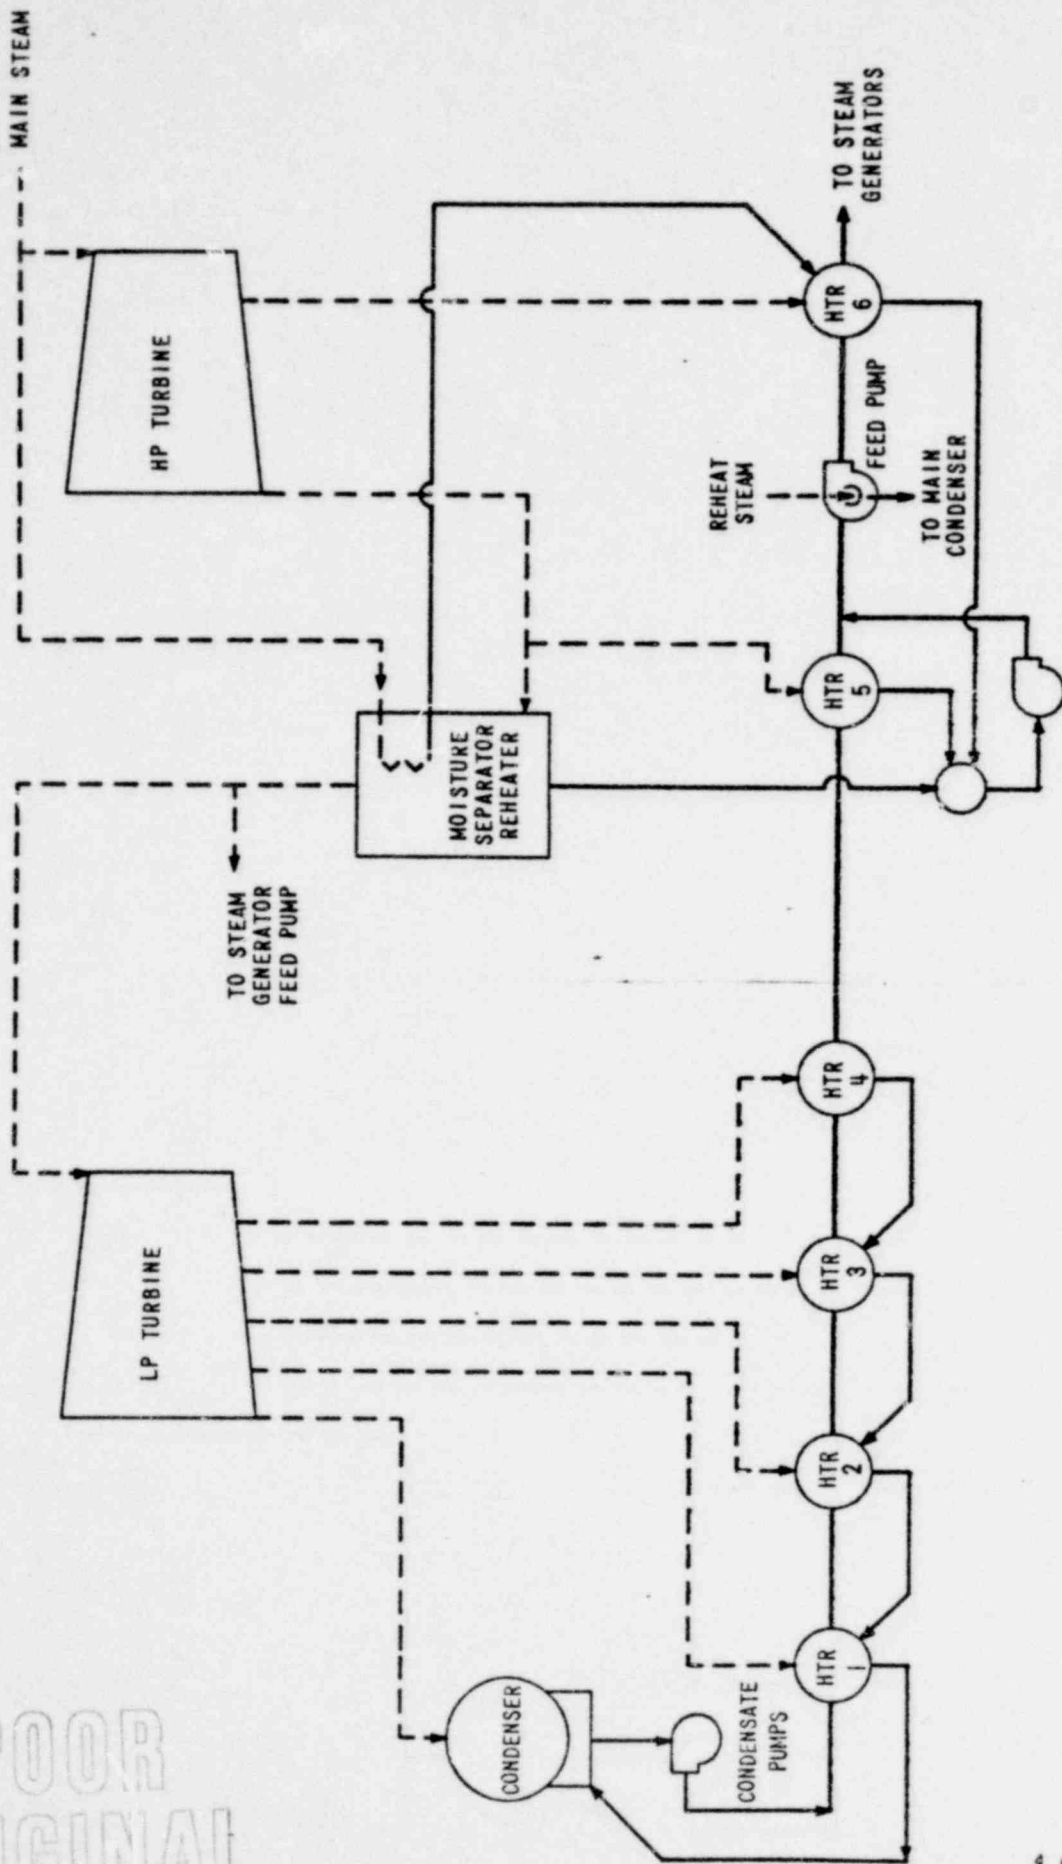 MAIN STEAM
HP TURBINE
TO STEAM
GENERATORS
HTR
6
FEED PUMP
REHEAT
STEAM
TO MAIN
CONDENSER
HTR
5
MOISTURE
SEPARATOR
REHEATER
TO STEAM
GENERATOR
FEED PUMP
LP TURBINE
HTR
4
HTR
3
HTR
2
HTR
1
CONDENSER
CONDENSATE
PUMPS
POOR
ORIGINAL